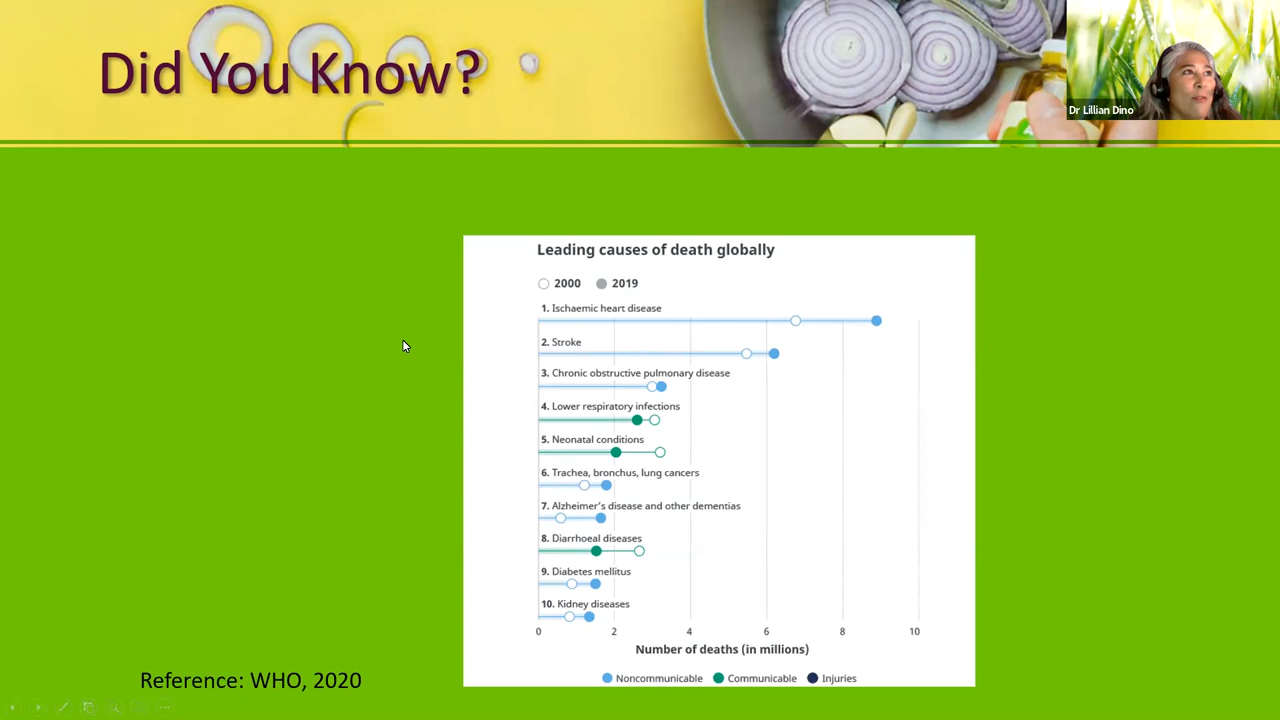 Did You Know?
Dr Lillian Dino
Leading causes of death globally
2000 2019
1. Ischaemic heart disease
2. Stroke
3. Chronic obstructive pulmonary disease
4. Lower respiratory infections
5. Neonatal conditions
6. Trachea, bronchus, lung cancers
7. Alzheimer's disease and other dementias
8. Diarrhoeal diseases
9. Diabetes mellitus
10. Kidney diseases
0 2 4 6 8 10
Number of deaths (in millions)
Noncommunicable Communicable Injuries
Reference: WHO, 2020